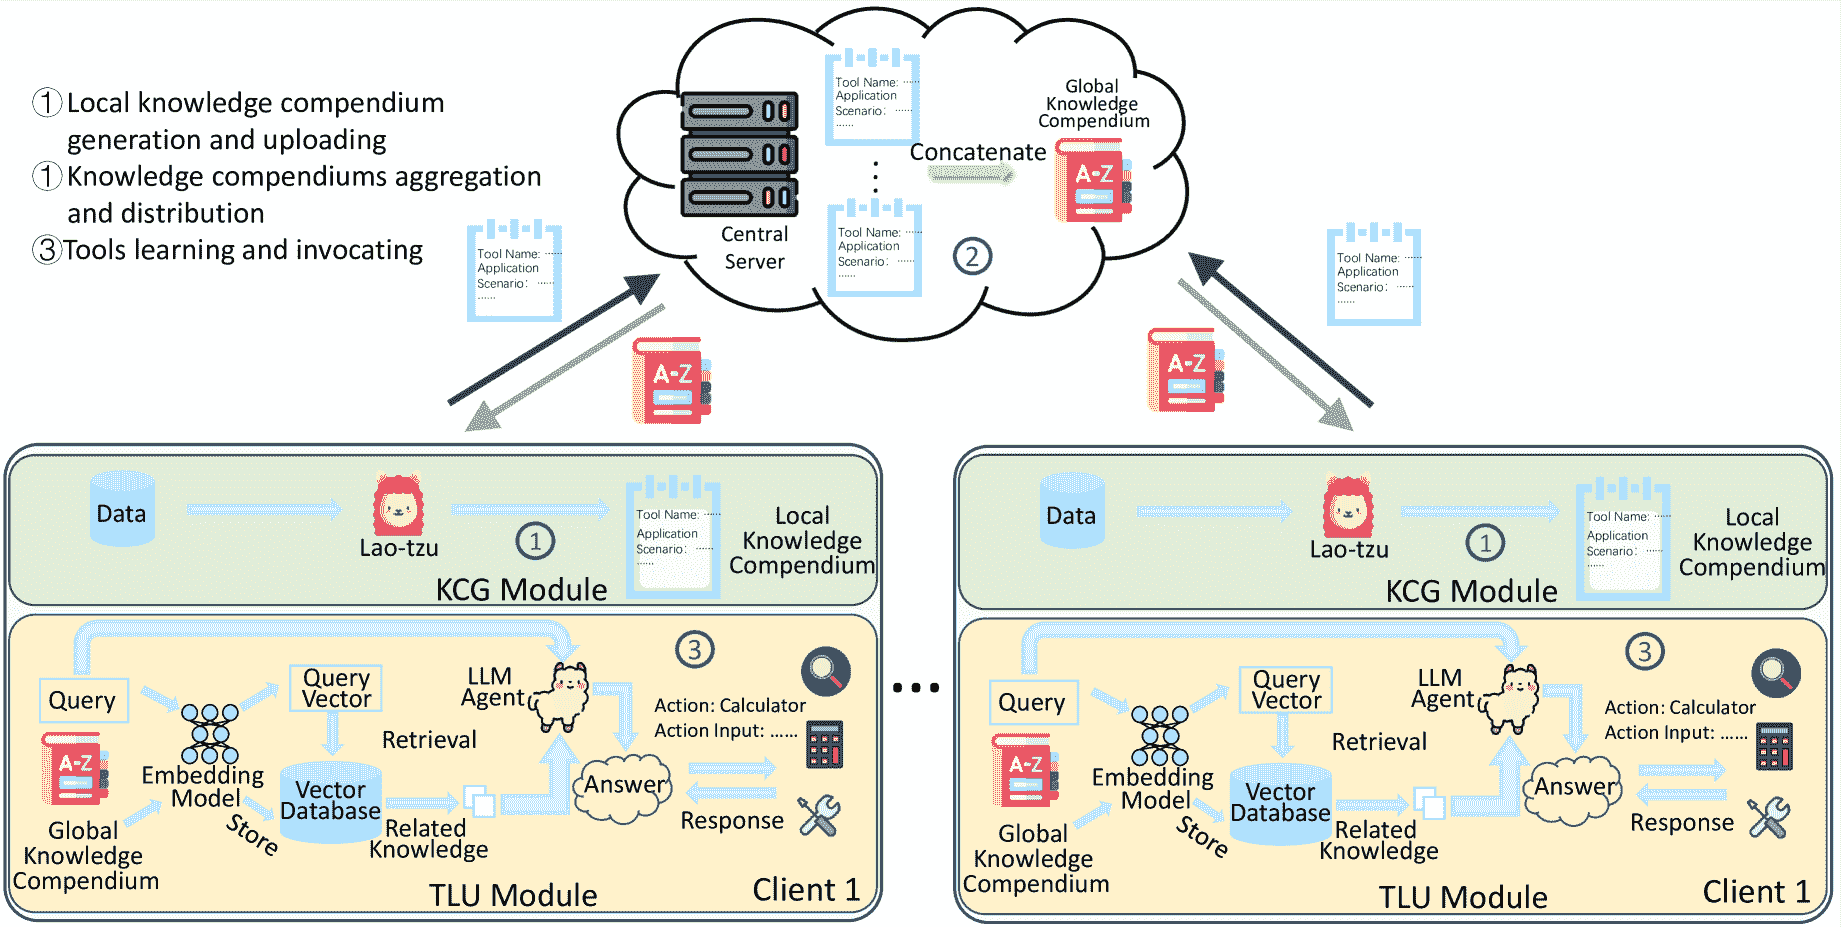 ① Local knowledge compendium
generation and uploading
① Knowledge compendiums aggregation
and distribution
③ Tools learning and invocating
Tool Name: ······
Application
Scenario: ······
······
Central
Server
Tool Name: ······
Application
Scenario: ······
······
Tool Name: ······
Application
Scenario: ······
······
Concatenate
Global
Knowledge
Compendium
A-Z
②
Tool Name: ······
Application
Scenario: ······
······
A-Z
A-Z
Data
Lao-tzu
①
Tool Name: ······
Application
Scenario: ······
······
Local
Knowledge
Compendium
KCG Module
Query
A-Z
Global
Knowledge
Compendium
Embedding
Model
Store
Query
Vector
Vector
Database
Retrieval
Related
Knowledge
LLM
Agent
③
Answer
Action: Calculator
Action Input: ......
Response
TLU Module
Client 1
Data
Lao-tzu
①
Tool Name: ······
Application
Scenario: ······
······
Local
Knowledge
Compendium
KCG Module
Query
A-Z
Global
Knowledge
Compendium
Embedding
Model
Store
Query
Vector
Vector
Database
Retrieval
Related
Knowledge
LLM
Agent
③
Answer
Action: Calculator
Action Input: ......
Response
TLU Module
Client 1